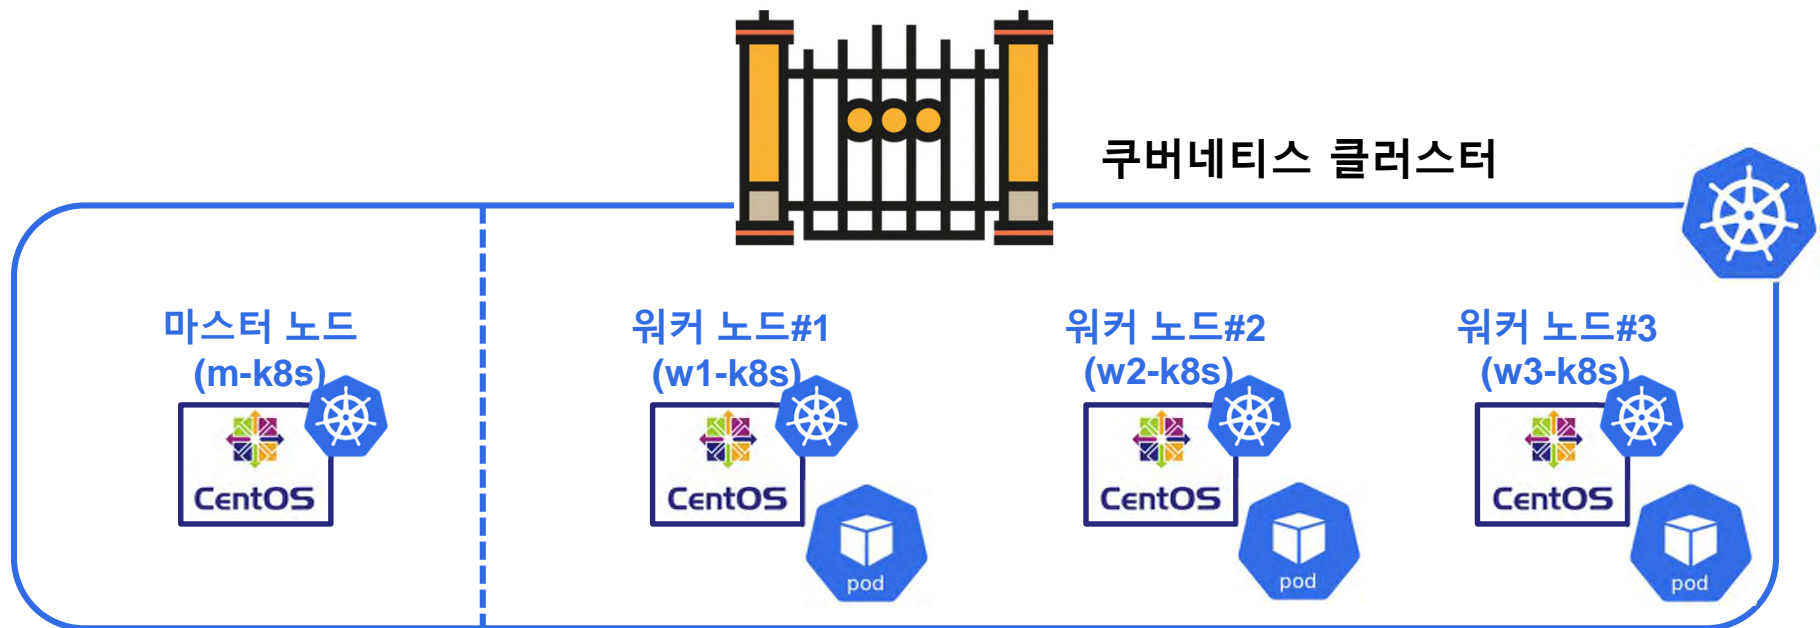 쿠버네티스 클러스터
마스터 노드
(m-k8s)
CentOS
워커 노드#1
(w1-k8s)
CentOS
pod
워커 노드#2
(w2-k8s)
CentOS
pod
워커 노드#3
(w3-k8s)
CentOS
pod